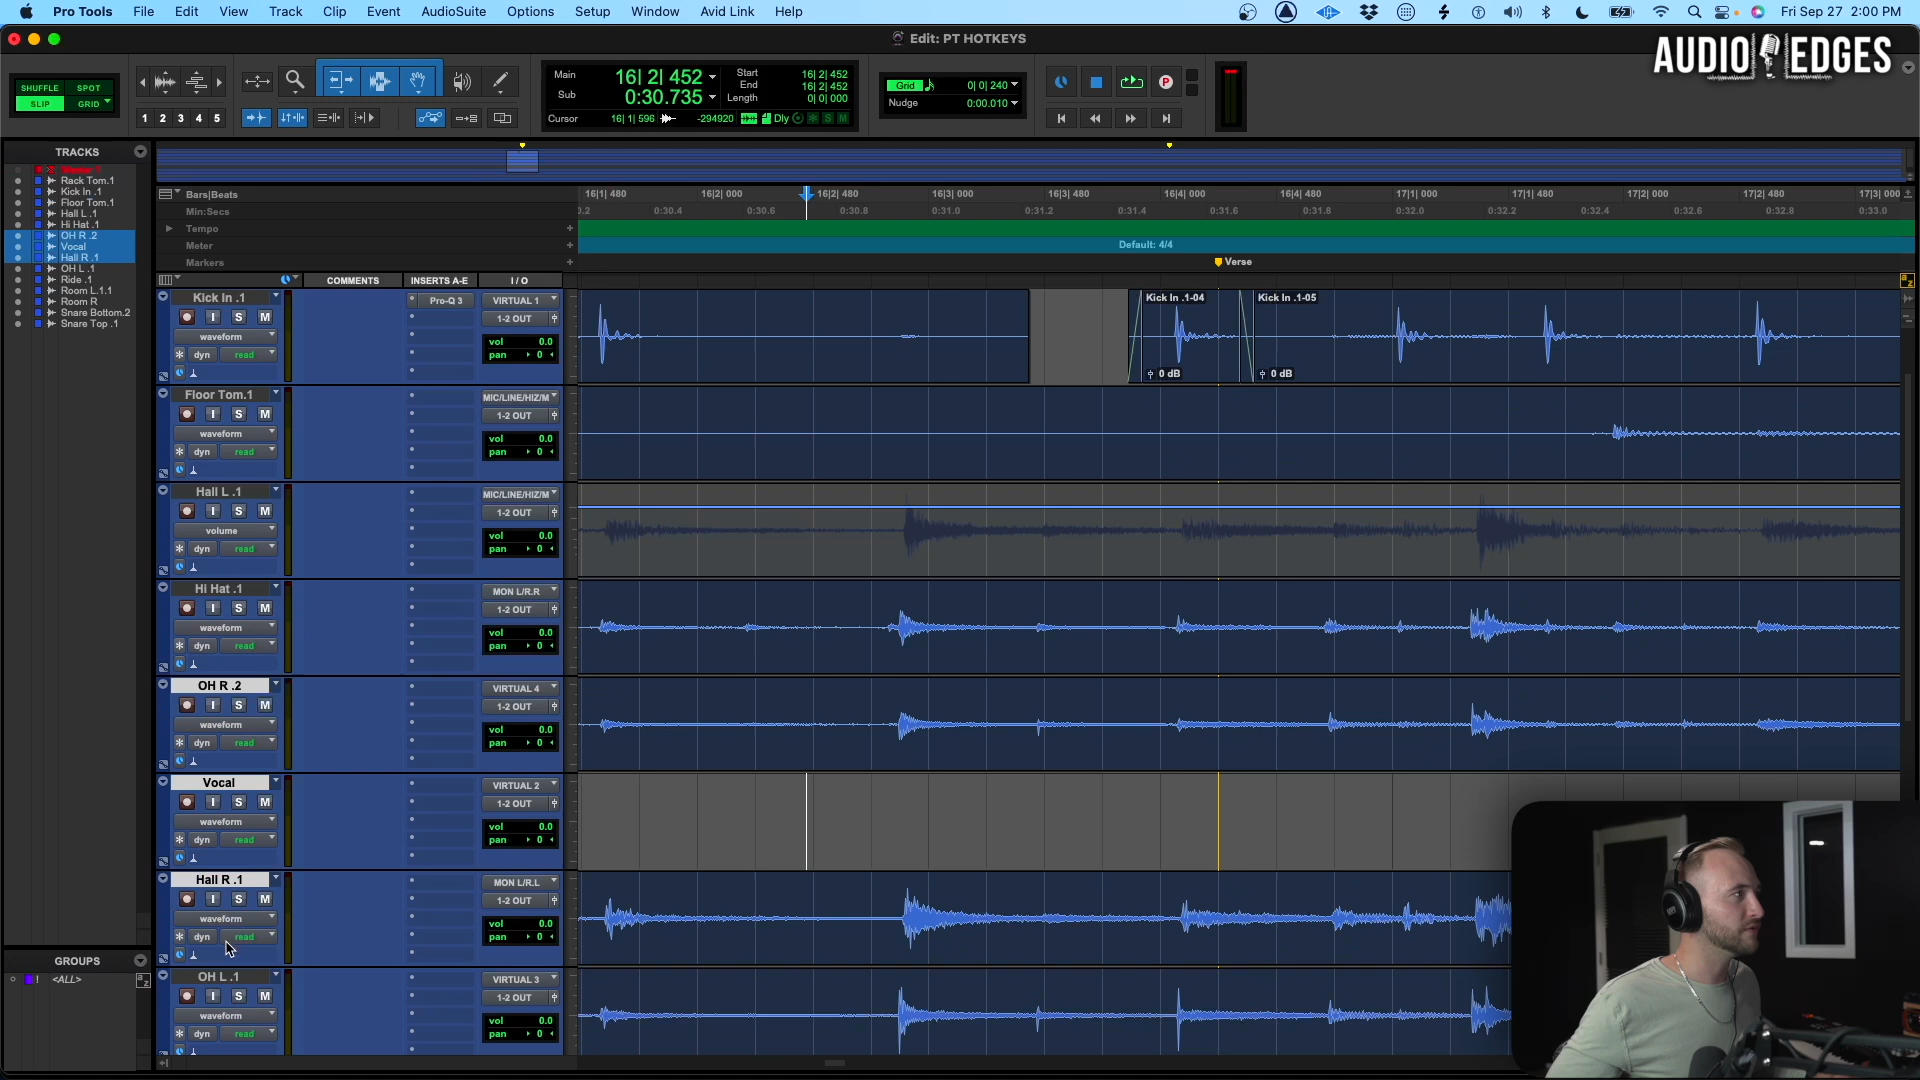 Pro Tools File Edit View Track Clip Event AudioSuite Options Setup Window Avid Link Help Fri Sep 27 2:00 PM
Edit: PT HOTKEYS
AUDIO EDGES
SHUFFLE SPOT
SLIP GRID
1 2 3 4 5
Main 16| 2| 452
Sub 0:30.735
Start 16| 2| 452
End 16| 2| 452
Length 0| 0| 000
Cursor 16| 1| 596 -294920 Dly S M
Grid 0| 0| 240
Nudge 0:00.010
P
TRACKS
Rack Tom.1
Kick In .1
Floor Tom.1
Hall L .1
Hi Hat .1
OH R .2
Vocal
Hall R .1
OH L .1
Ride .1
Room L.1.1
Room R
Snare Bottom.2
Snare Top .1
GROUPS
! <ALL>
a z
Bars|Beats 16|1| 480 16|2| 000 16|2| 480 16|3| 000 16|3| 480 16|4| 000 16|4| 480 17|1| 000 17|1| 480 17|2| 000 17|2| 480 17|3| 000
Min:Secs 0.2 0:30.4 0:30.6 0:30.8 0:31.0 0:31.2 0:31.4 0:31.6 0:31.8 0:32.0 0:32.2 0:32.4 0:32.6 0:32.8 0:33.0
Tempo +
Meter + Default: 4/4
Markers + Verse
COMMENTS INSERTS A-E I / O
Kick In .1 Pro-Q 3 VIRTUAL 1 Kick In .1-04 Kick In .1-05
I S M 1-2 OUT
waveform vol 0.0
dyn read pan 0 0 dB 0 dB
Floor Tom.1 MIC/LINE/HIZ/M
I S M 1-2 OUT
waveform vol 0.0
dyn read pan 0
Hall L .1 MIC/LINE/HIZ/M
I S M 1-2 OUT
volume vol 0.0
dyn read pan 0
Hi Hat .1 MON L/R.R
I S M 1-2 OUT
waveform vol 0.0
dyn read pan 0
OH R .2 VIRTUAL 4
I S M 1-2 OUT
waveform vol 0.0
dyn read pan 0
Vocal VIRTUAL 2
I S M 1-2 OUT
waveform vol 0.0
dyn read pan 0
Hall R .1 MON L/R.L
I S M 1-2 OUT
waveform vol 0.0
dyn read pan 0
OH L .1 VIRTUAL 3
I S M 1-2 OUT
waveform vol 0.0
dyn read pan 0